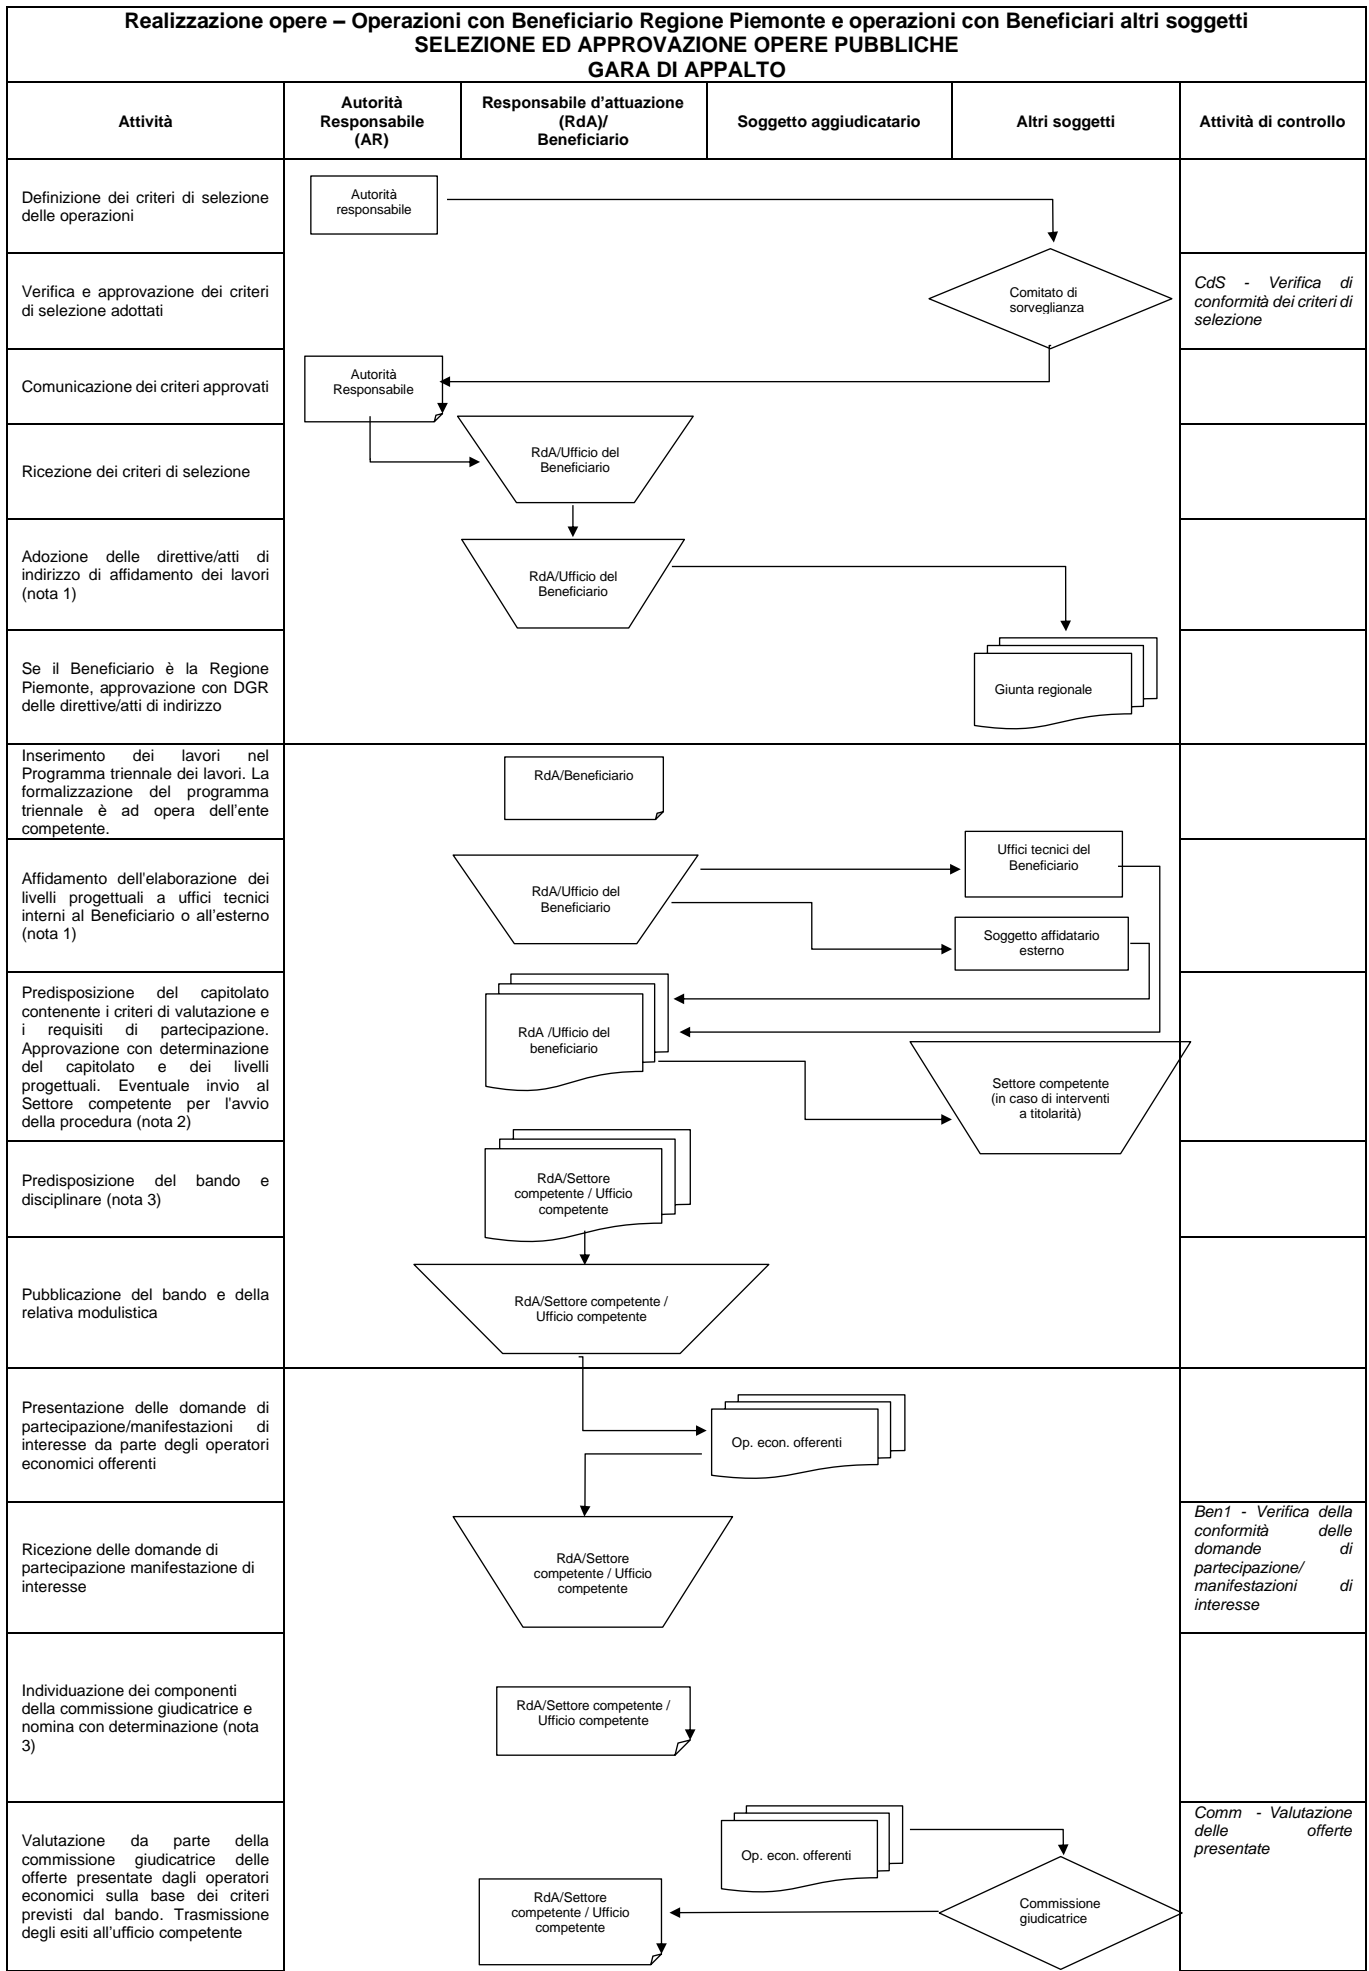 Realizzazione opere – Operazioni con Beneficiario Regione Piemonte e operazioni con Beneficiari altri soggetti
SELEZIONE ED APPROVAZIONE OPERE PUBBLICHE
GARA DI APPALTO
Attività
Autorità
Responsabile
(AR)
Responsabile d'attuazione
(RdA)/
Beneficiario
Soggetto aggiudicatario
Altri soggetti
Attività di controllo
Definizione dei criteri di selezione
delle operazioni
Autorità
responsabile
Verifica e approvazione dei criteri
di selezione adottati
Comitato di
sorveglianza
CdS - Verifica di
conformità dei criteri di
selezione
Comunicazione dei criteri approvati
Autorità
Responsabile
Ricezione dei criteri di selezione
RdA/Ufficio del
Beneficiario
Adozione delle direttive/atti di
indirizzo di affidamento dei lavori
(nota 1)
RdA/Ufficio del
Beneficiario
Se il Beneficiario è la Regione
Piemonte, approvazione con DGR
delle direttive/atti di indirizzo
Giunta regionale
Inserimento dei lavori nel
Programma triennale dei lavori. La
formalizzazione del programma
triennale è ad opera dell'ente
competente.
RdA/Beneficiario
Affidamento dell'elaborazione dei
livelli progettuali a uffici tecnici
interni al Beneficiario o all'esterno
(nota 1)
RdA/Ufficio del
Beneficiario
Uffici tecnici del
Beneficiario
Soggetto affidatario
esterno
Predisposizione del capitolato
contenente i criteri di valutazione e
i requisiti di partecipazione.
Approvazione con determinazione
del capitolato e dei livelli
progettuali. Eventuale invio al
Settore competente per l'avvio
della procedura (nota 2)
RdA /Ufficio del
beneficiario
Settore competente
(in caso di interventi
a titolarità)
Predisposizione del bando e
disciplinare (nota 3)
RdA/Settore
competente / Ufficio
competente
Pubblicazione del bando e della
relativa modulistica
RdA/Settore competente /
Ufficio competente
Presentazione delle domande di
partecipazione/manifestazioni di
interesse da parte degli operatori
economici offerenti
Op. econ. offerenti
Ricezione delle domande di
partecipazione manifestazione di
interesse
RdA/Settore
competente / Ufficio
competente
Ben1 - Verifica della
conformità delle
domande di
partecipazione/
manifestazioni di
interesse
Individuazione dei componenti
della commissione giudicatrice e
nomina con determinazione (nota
3)
RdA/Settore competente /
Ufficio competente
Valutazione da parte della
commissione giudicatrice delle
offerte presentate dagli operatori
economici sulla base dei criteri
previsti dal bando. Trasmissione
degli esiti all'ufficio competente
Op. econ. offerenti
RdA/Settore
competente / Ufficio
competente
Commissione
giudicatrice
Comm - Valutazione
delle offerte
presentate